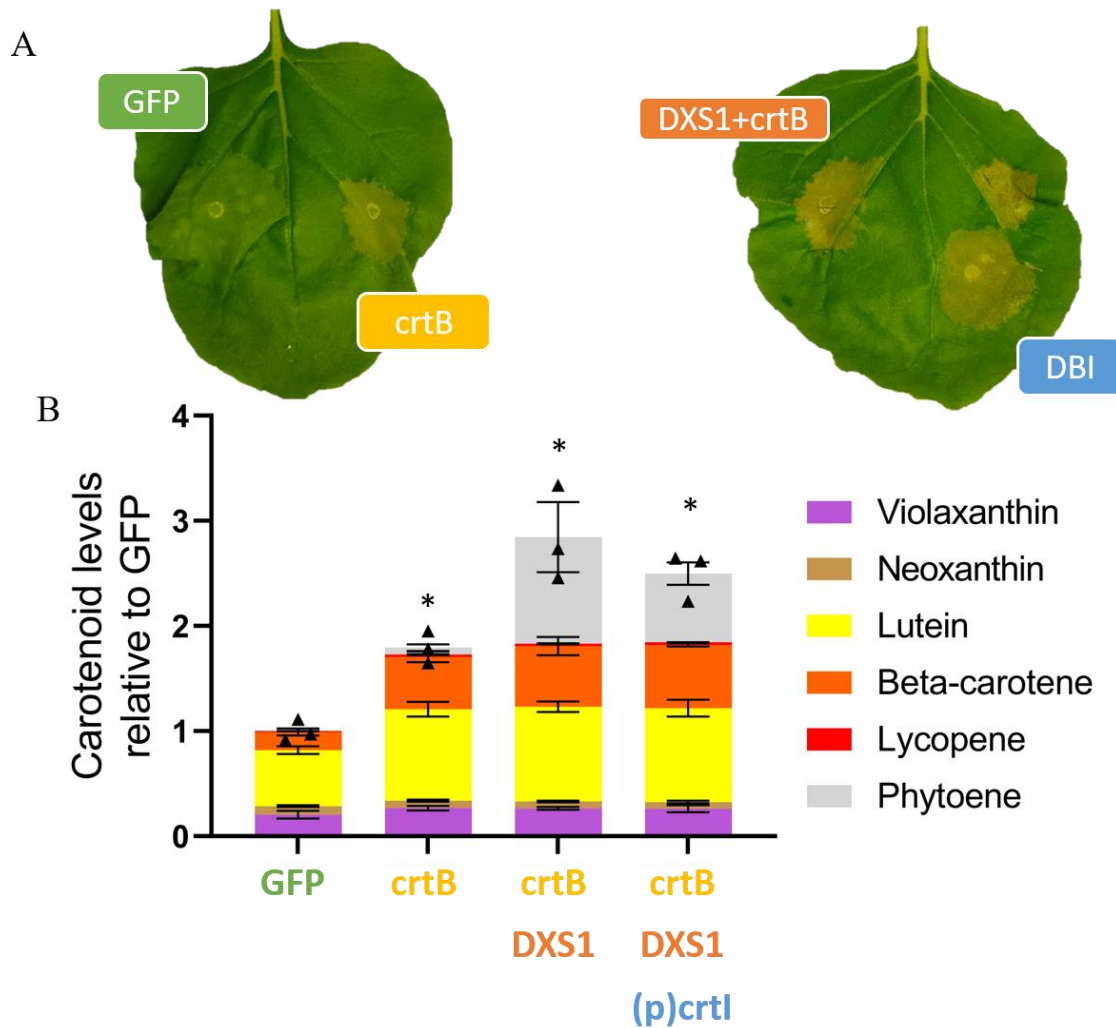 A
GFP
crtB
DXS1+crtB
DBI
B
Carotenoid levels
relative to GFP
4
3
2
1
0
*
*
*
Violaxanthin
Neoxanthin
Lutein
Beta-carotene
Lycopene
Phytoene
GFP
crtB
crtB
crtB
DXS1
DXS1
(p)crtI